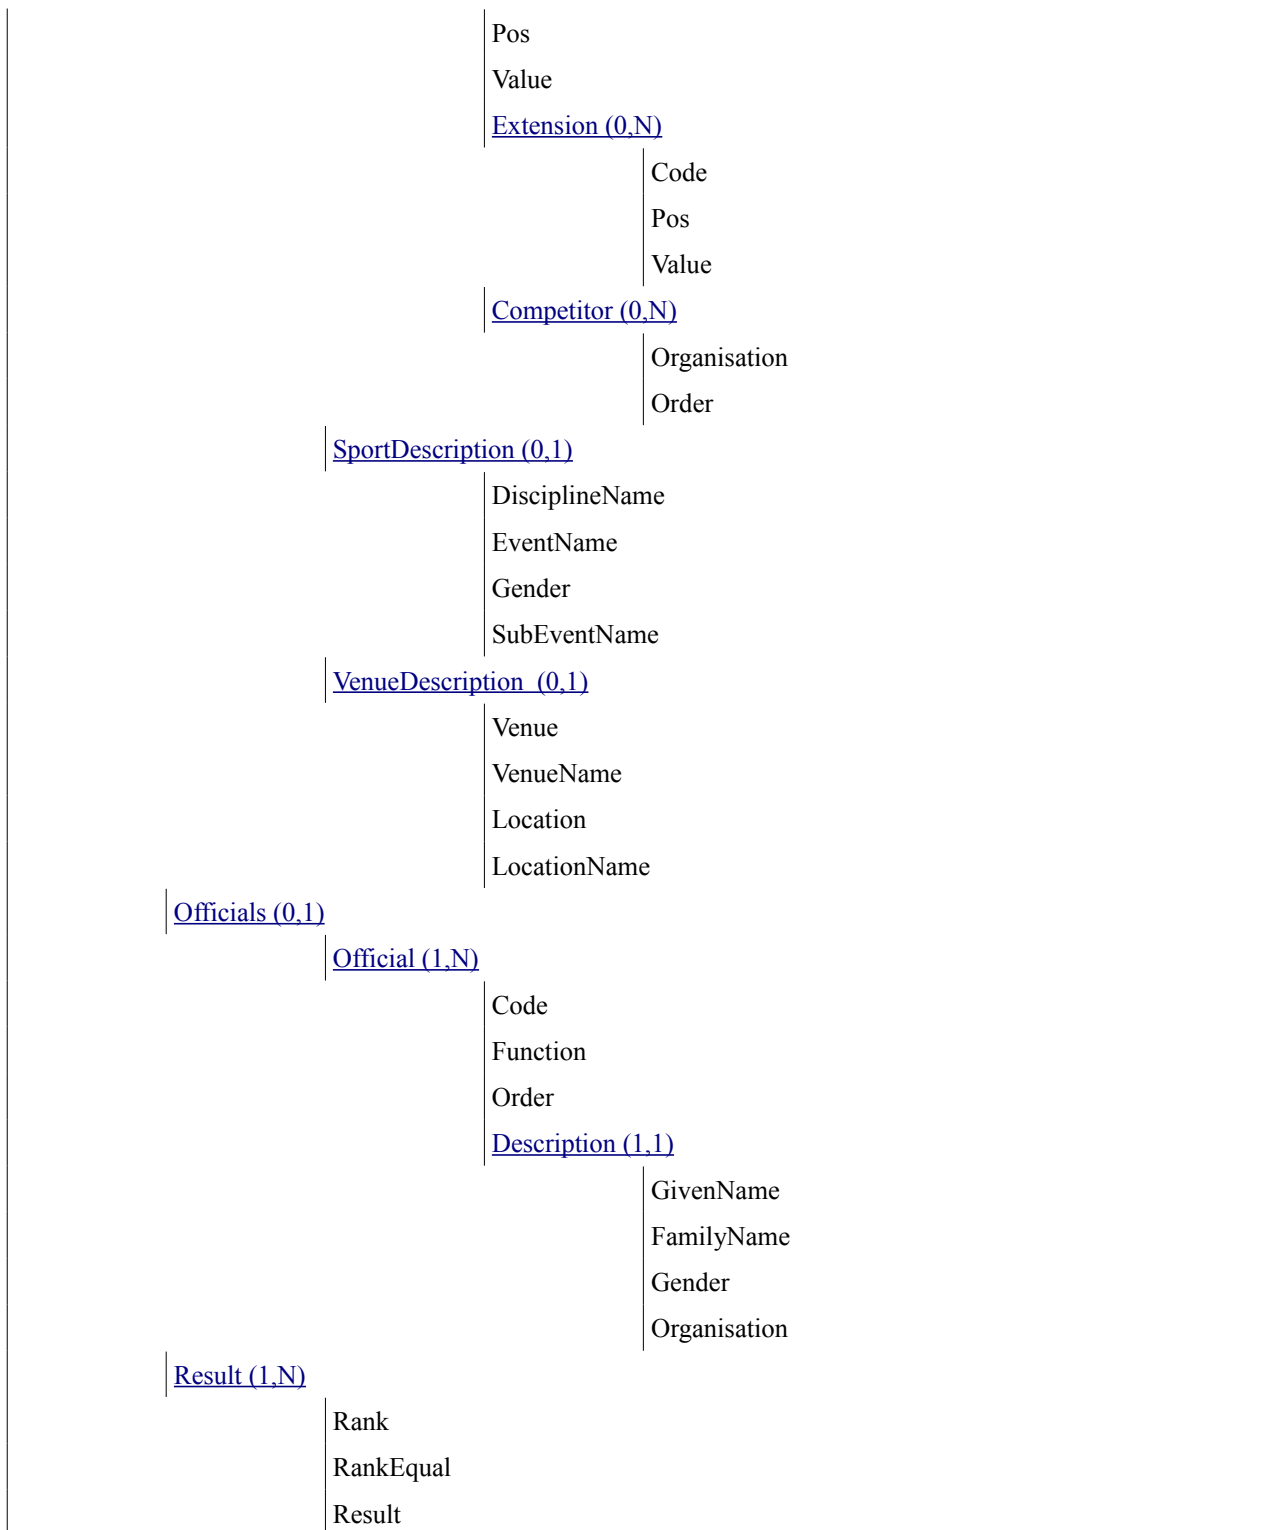 Pos
Value
Extension (0,N)
Code
Pos
Value
Competitor (0,N)
Organisation
Order
SportDescription (0,1)
DisciplineName
EventName
Gender
SubEventName
VenueDescription  (0,1)
Venue
VenueName
Location
LocationName
Officials (0,1)
Official (1,N)
Code
Function
Order
Description (1,1)
GivenName
FamilyName
Gender
Organisation
Result (1,N)
Rank
RankEqual
Result